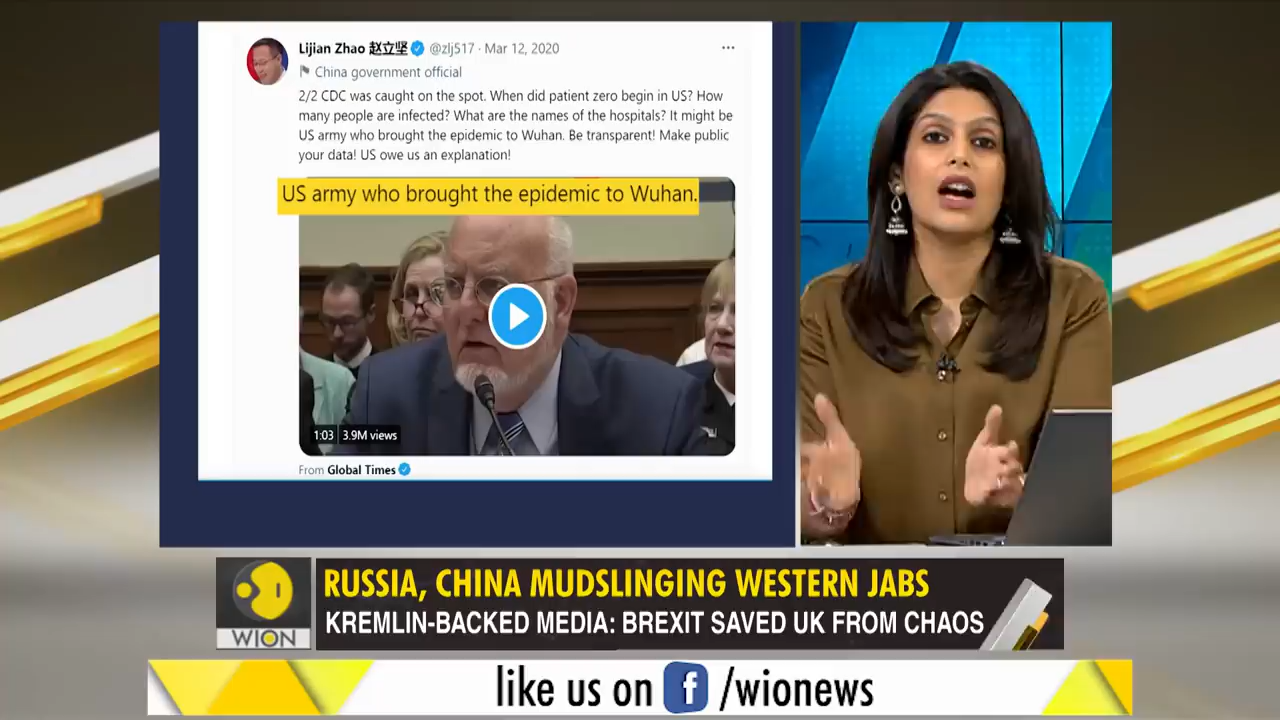 Lijian Zhao 赵立坚 @zlj517 · Mar 12, 2020
China government official
2/2 CDC was caught on the spot. When did patient zero begin in US? How
many people are infected? What are the names of the hospitals? It might be
US army who brought the epidemic to Wuhan. Be transparent! Make public
your data! US owe us an explanation!
US army who brought the epidemic to Wuhan.
1:03 3.9M views
From Global Times
RUSSIA, CHINA MUDSLINGING WESTERN JABS
KREMLIN-BACKED MEDIA: BREXIT SAVED UK FROM CHAOS
WION
like us on f /wionews